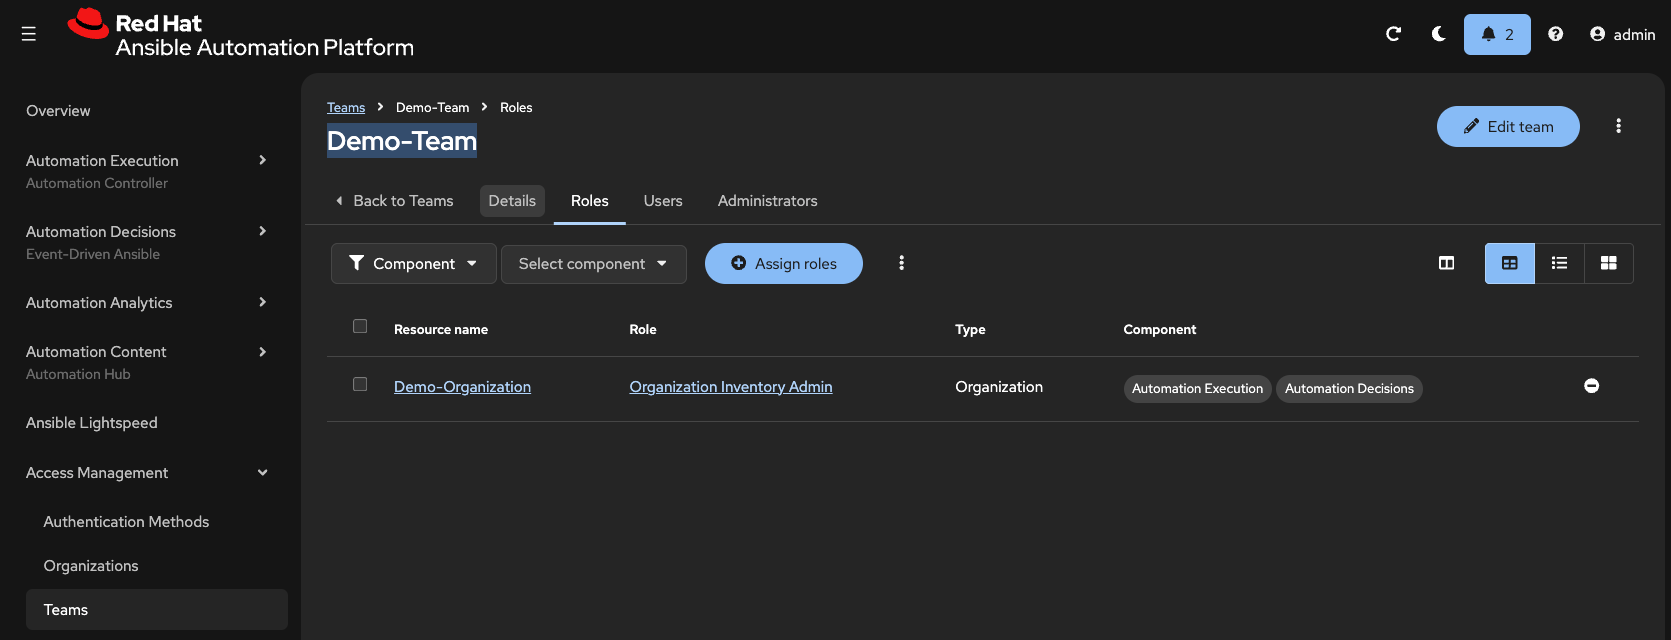 Red Hat
Ansible Automation Platform
2
admin
Overview
Automation Execution
Automation Controller
Automation Decisions
Event-Driven Ansible
Automation Analytics
Automation Content
Automation Hub
Ansible Lightspeed
Access Management
Authentication Methods
Organizations
Teams
Teams > Demo-Team > Roles
Demo-Team
Edit team
Back to Teams Details Roles Users Administrators
Component Select component Assign roles
Resource name Role Type Component
Demo-Organization Organization Inventory Admin Organization Automation Execution Automation Decisions